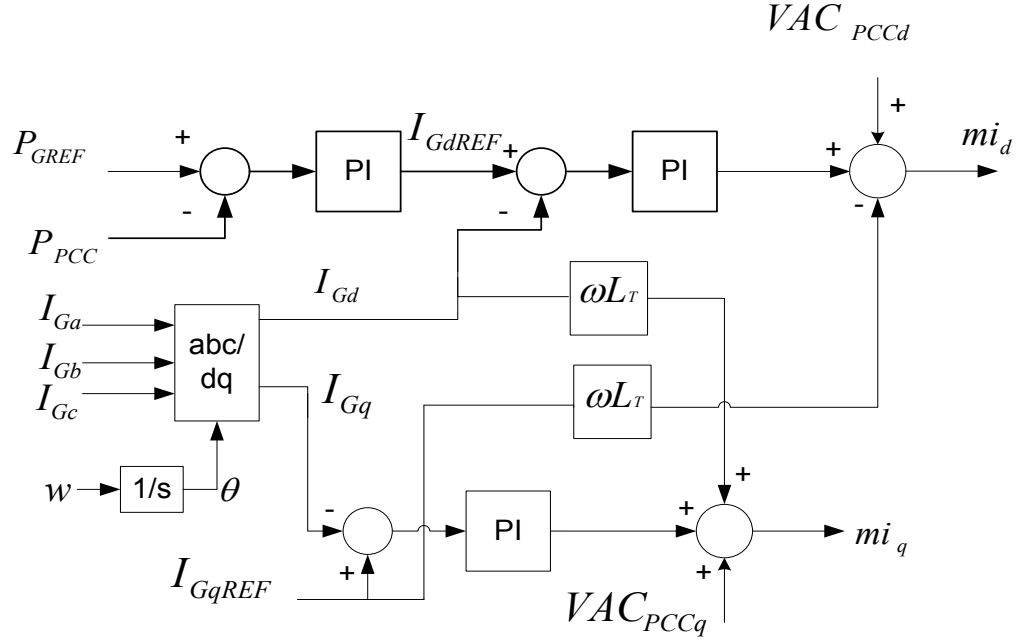 VAC PCCd
+
P GREF
+
PI
I GdREF
+
PI
+
mi d
-
-
-
P PCC
I Gd
ωL T
I Ga
abc/
dq
I Gb
I Gq
ωL T
I Gc
+
w
1/s
θ
-
PI
+
+
mi q
+
I GqREF
VAC PCCq